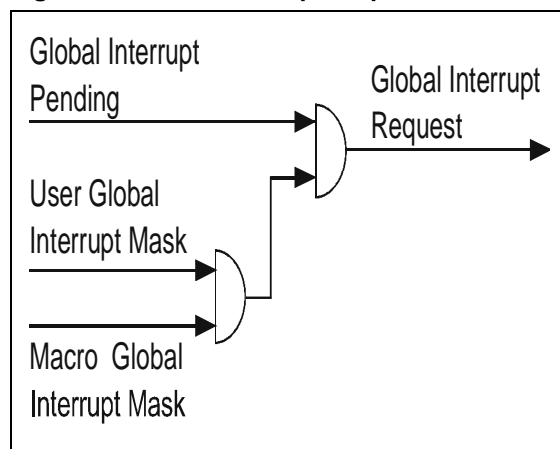 Global Interrupt
Pending
Global Interrupt
Request
User Global
Interrupt Mask
Macro Global
Interrupt Mask